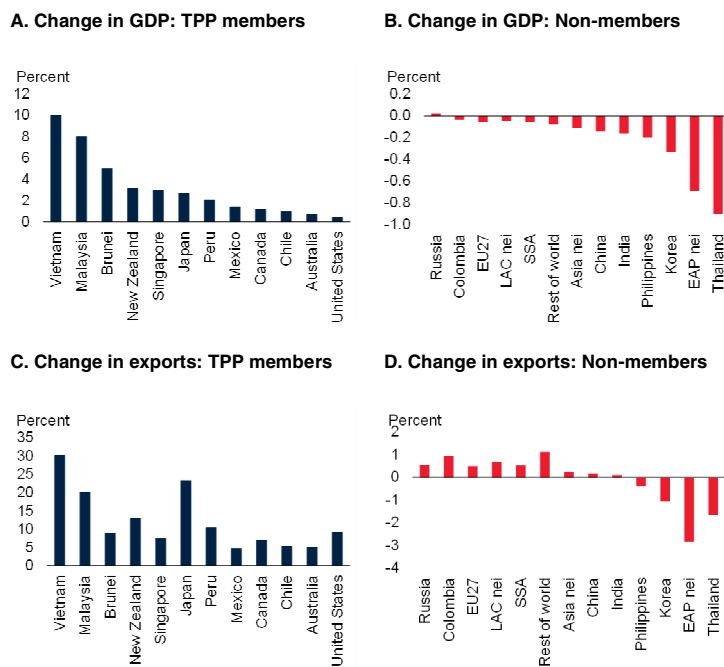 A. Change in GDP: TPP members
Percent
12
10
8
6
4
2
0
Vietnam
Malaysia
Brunei
New Zealand
Singapore
Japan
Peru
Mexico
Canada
Chile
Australia
United States
B. Change in GDP: Non-members
Percent
0.2
0.0
-0.2
-0.4
-0.6
-0.8
-1.0
Russia
Colombia
EU27
LAC nei
SSA
Rest of world
Asia nei
China
India
Philippines
Korea
EAP nei
Thailand
C. Change in exports: TPP members
Percent
35
30
25
20
15
10
5
0
Vietnam
Malaysia
Brunei
New Zealand
Singapore
Japan
Peru
Mexico
Canada
Chile
Australia
United States
D. Change in exports: Non-members
Percent
2
1
0
-1
-2
-3
-4
Russia
Colombia
EU27
LAC nei
SSA
Rest of world
Asia nei
China
India
Philippines
Korea
EAP nei
Thailand